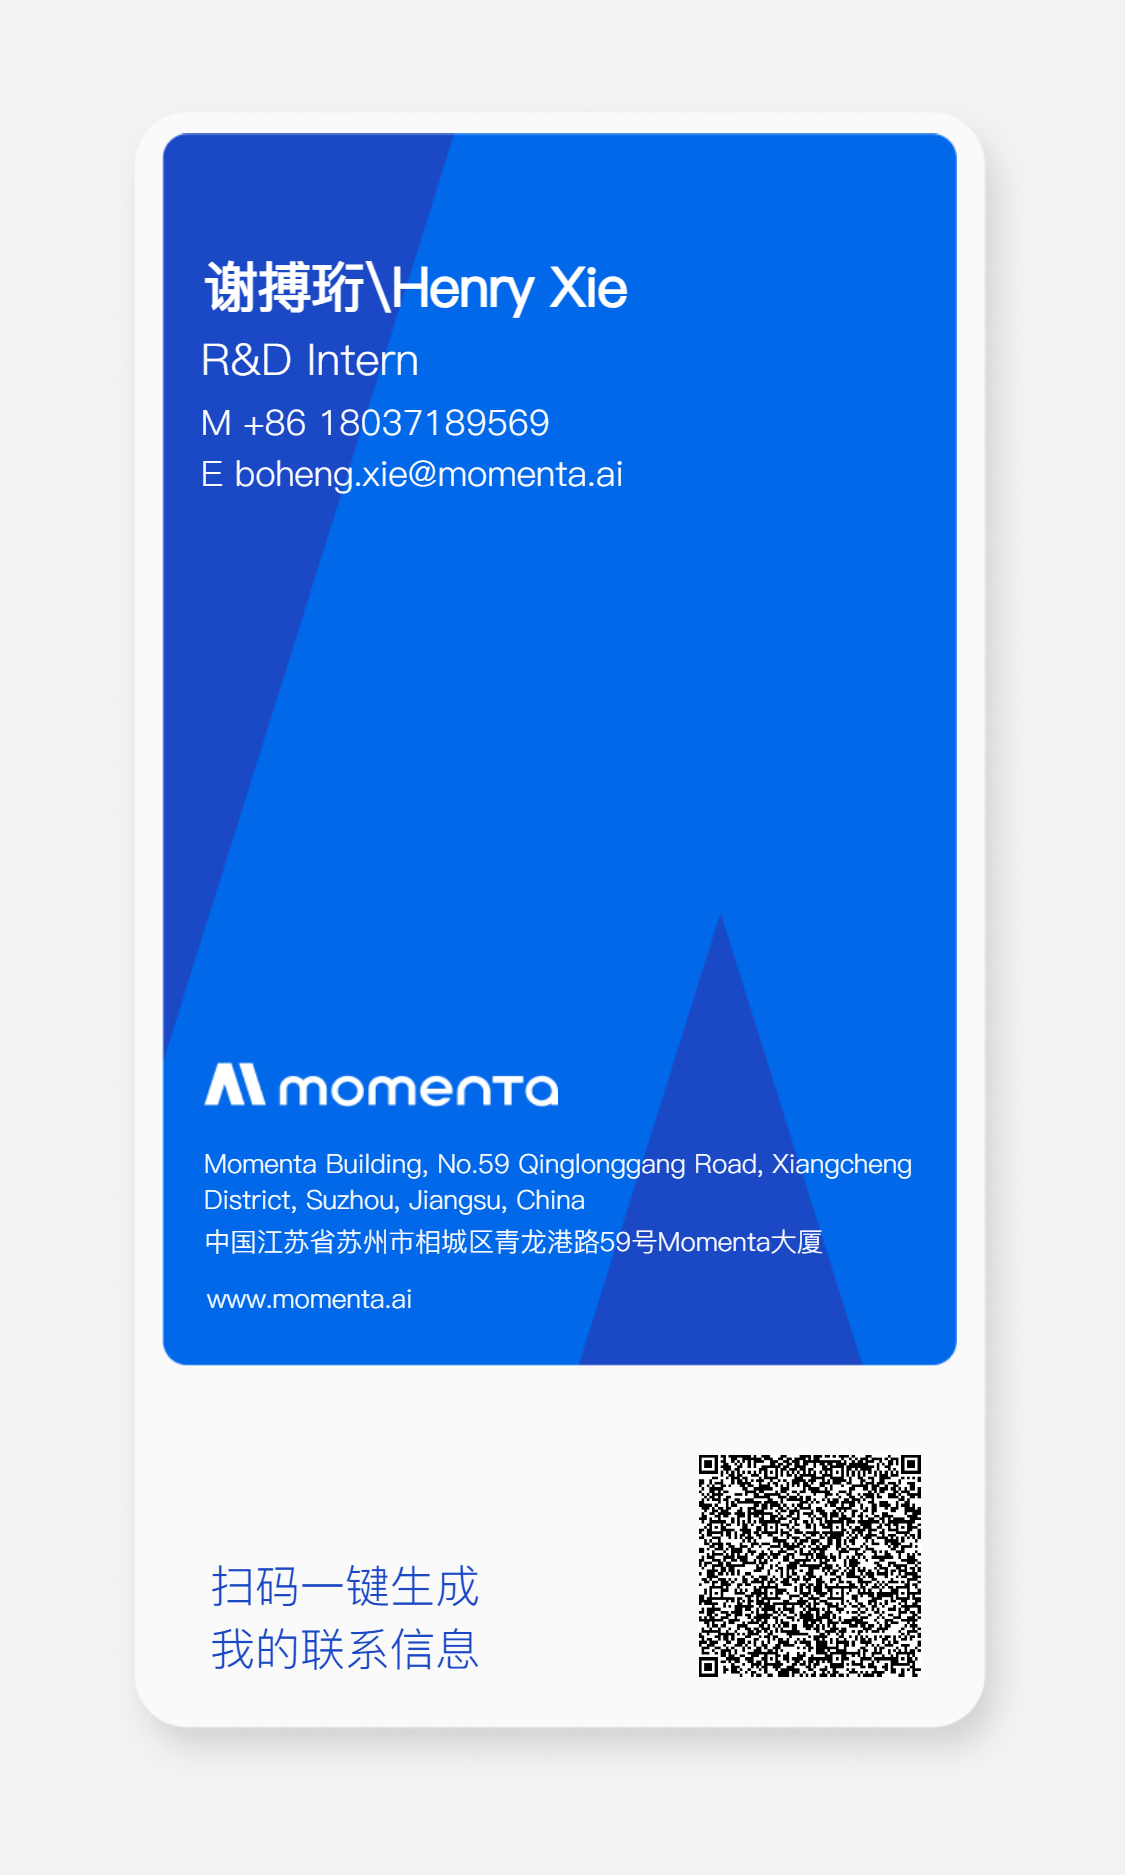 谢搏珩\Henry Xie
R&D Intern
M +86 18037189569
E boheng.xie@momenta.ai
momenta
Momenta Building, No.59 Qinglonggang Road, Xiangcheng
District, Suzhou, Jiangsu, China
中国江苏省苏州市相城区青龙港路59号Momenta大厦
www.momenta.ai
扫码一键生成
我的联系信息